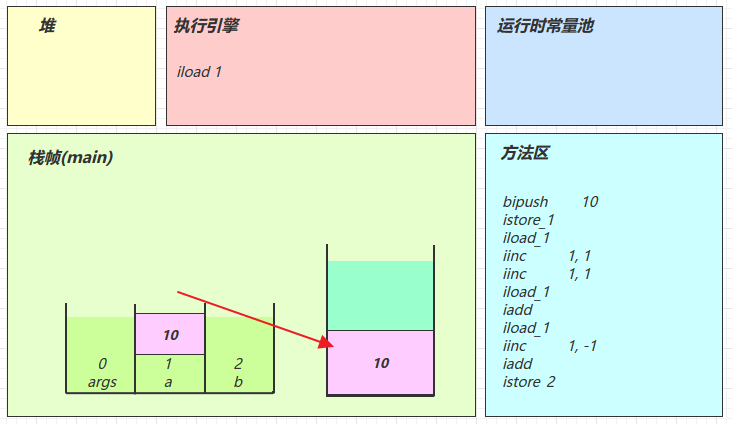 堆
执行引擎
iload 1
运行时常量池
栈帧(main)
10
0 1 2
args a b
10
方法区
bipush 10
istore_1
iload_1
iinc 1, 1
iinc 1, 1
iload_1
iadd
iload_1
iinc 1, -1
iadd
istore 2